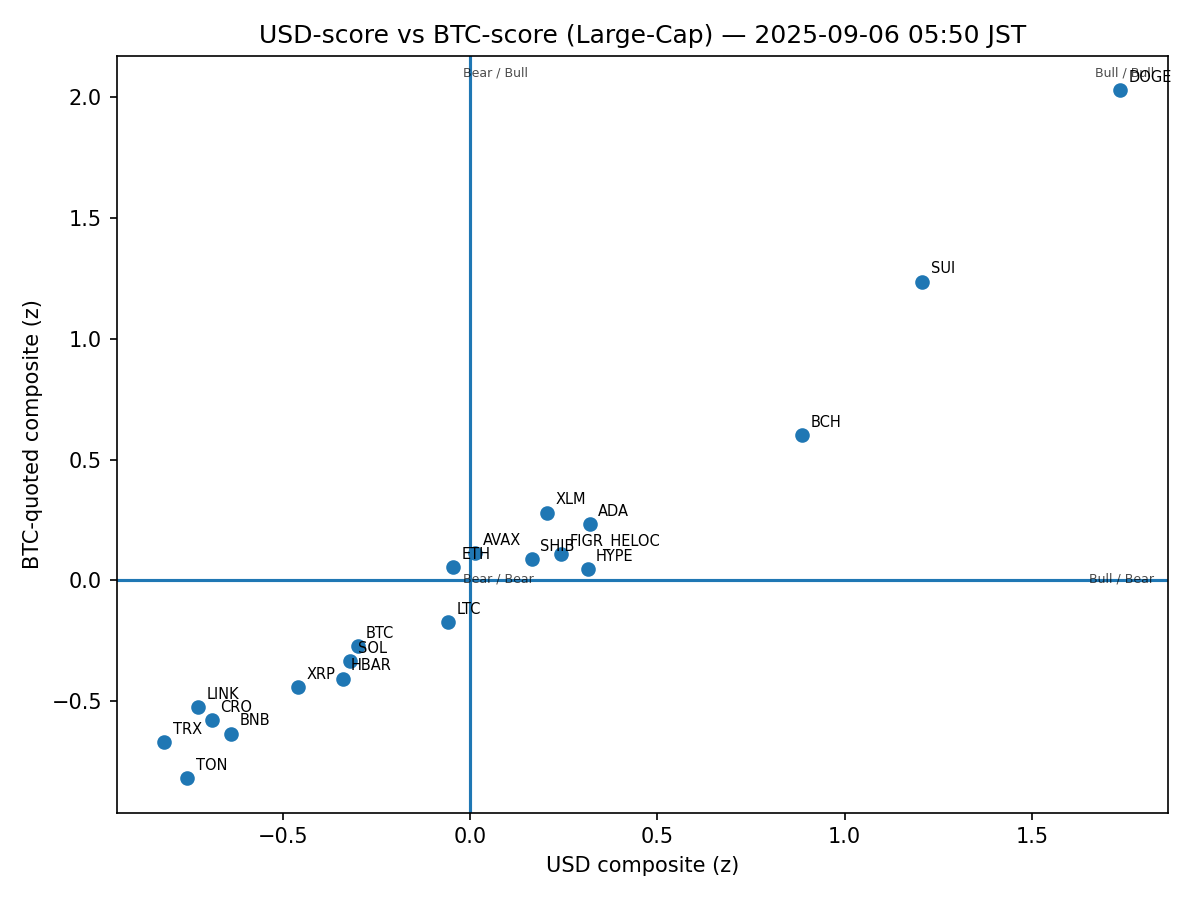 USD-score vs BTC-score (Large-Cap) — 2025-09-06 05:50 JST
Bear / Bull
Bull / Bull
DOGE
SUI
BCH
XLM
ADA
AVAX
SHIB
FIGR_HELOC
ETH
HYPE
Bear / Bear
Bull / Bear
LTC
BTC
SOL
HBAR
XRP
LINK
CRO
BNB
TRX
TON
2.0
1.5
1.0
0.5
0.0
−0.5
−0.5
0.0
0.5
1.0
1.5
USD composite (z)
BTC-quoted composite (z)